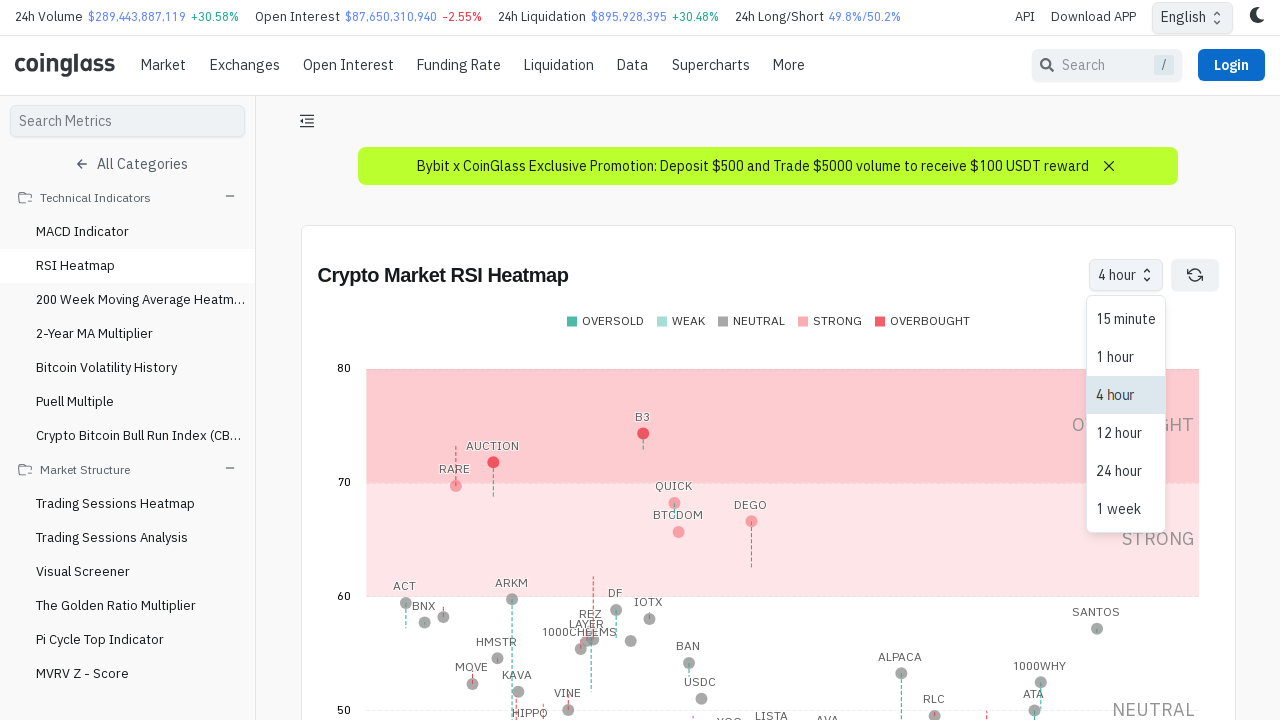 24h Volume $289,443,887,119 +30.58% Open Interest $87,650,310,940 -2.55% 24h Liquidation $895,928,395 +30.48% 24h Long/Short 49.8%/50.2% API Download APP English
coinglass Market Exchanges Open Interest Funding Rate Liquidation Data Supercharts More Search / Login
Search Metrics
All Categories
Technical Indicators
MACD Indicator
RSI Heatmap
200 Week Moving Average Heatm...
2-Year MA Multiplier
Bitcoin Volatility History
Puell Multiple
Crypto Bitcoin Bull Run Index (CB...
Market Structure
Trading Sessions Heatmap
Trading Sessions Analysis
Visual Screener
The Golden Ratio Multiplier
Pi Cycle Top Indicator
MVRV Z - Score
Bybit x CoinGlass Exclusive Promotion: Deposit $500 and Trade $5000 volume to receive $100 USDT reward
Crypto Market RSI Heatmap
4 hour
15 minute
1 hour
4 hour
12 hour
24 hour
1 week
OVERSOLD WEAK NEUTRAL STRONG OVERBOUGHT
80
B3
AUCTION
RARE
70
QUICK
DEGO
BTCDOM
STRONG
60
ACT
ARKM
DF
BNX
IOTX
REZ
SANTOS
LAYER
1000CHEEMS
HMSTR
BAN
ALPACA
MOVE
1000WHY
KAVA
USDC
VINE
ATA
RLC
50
HIPPO
LISTA
NEUTRAL